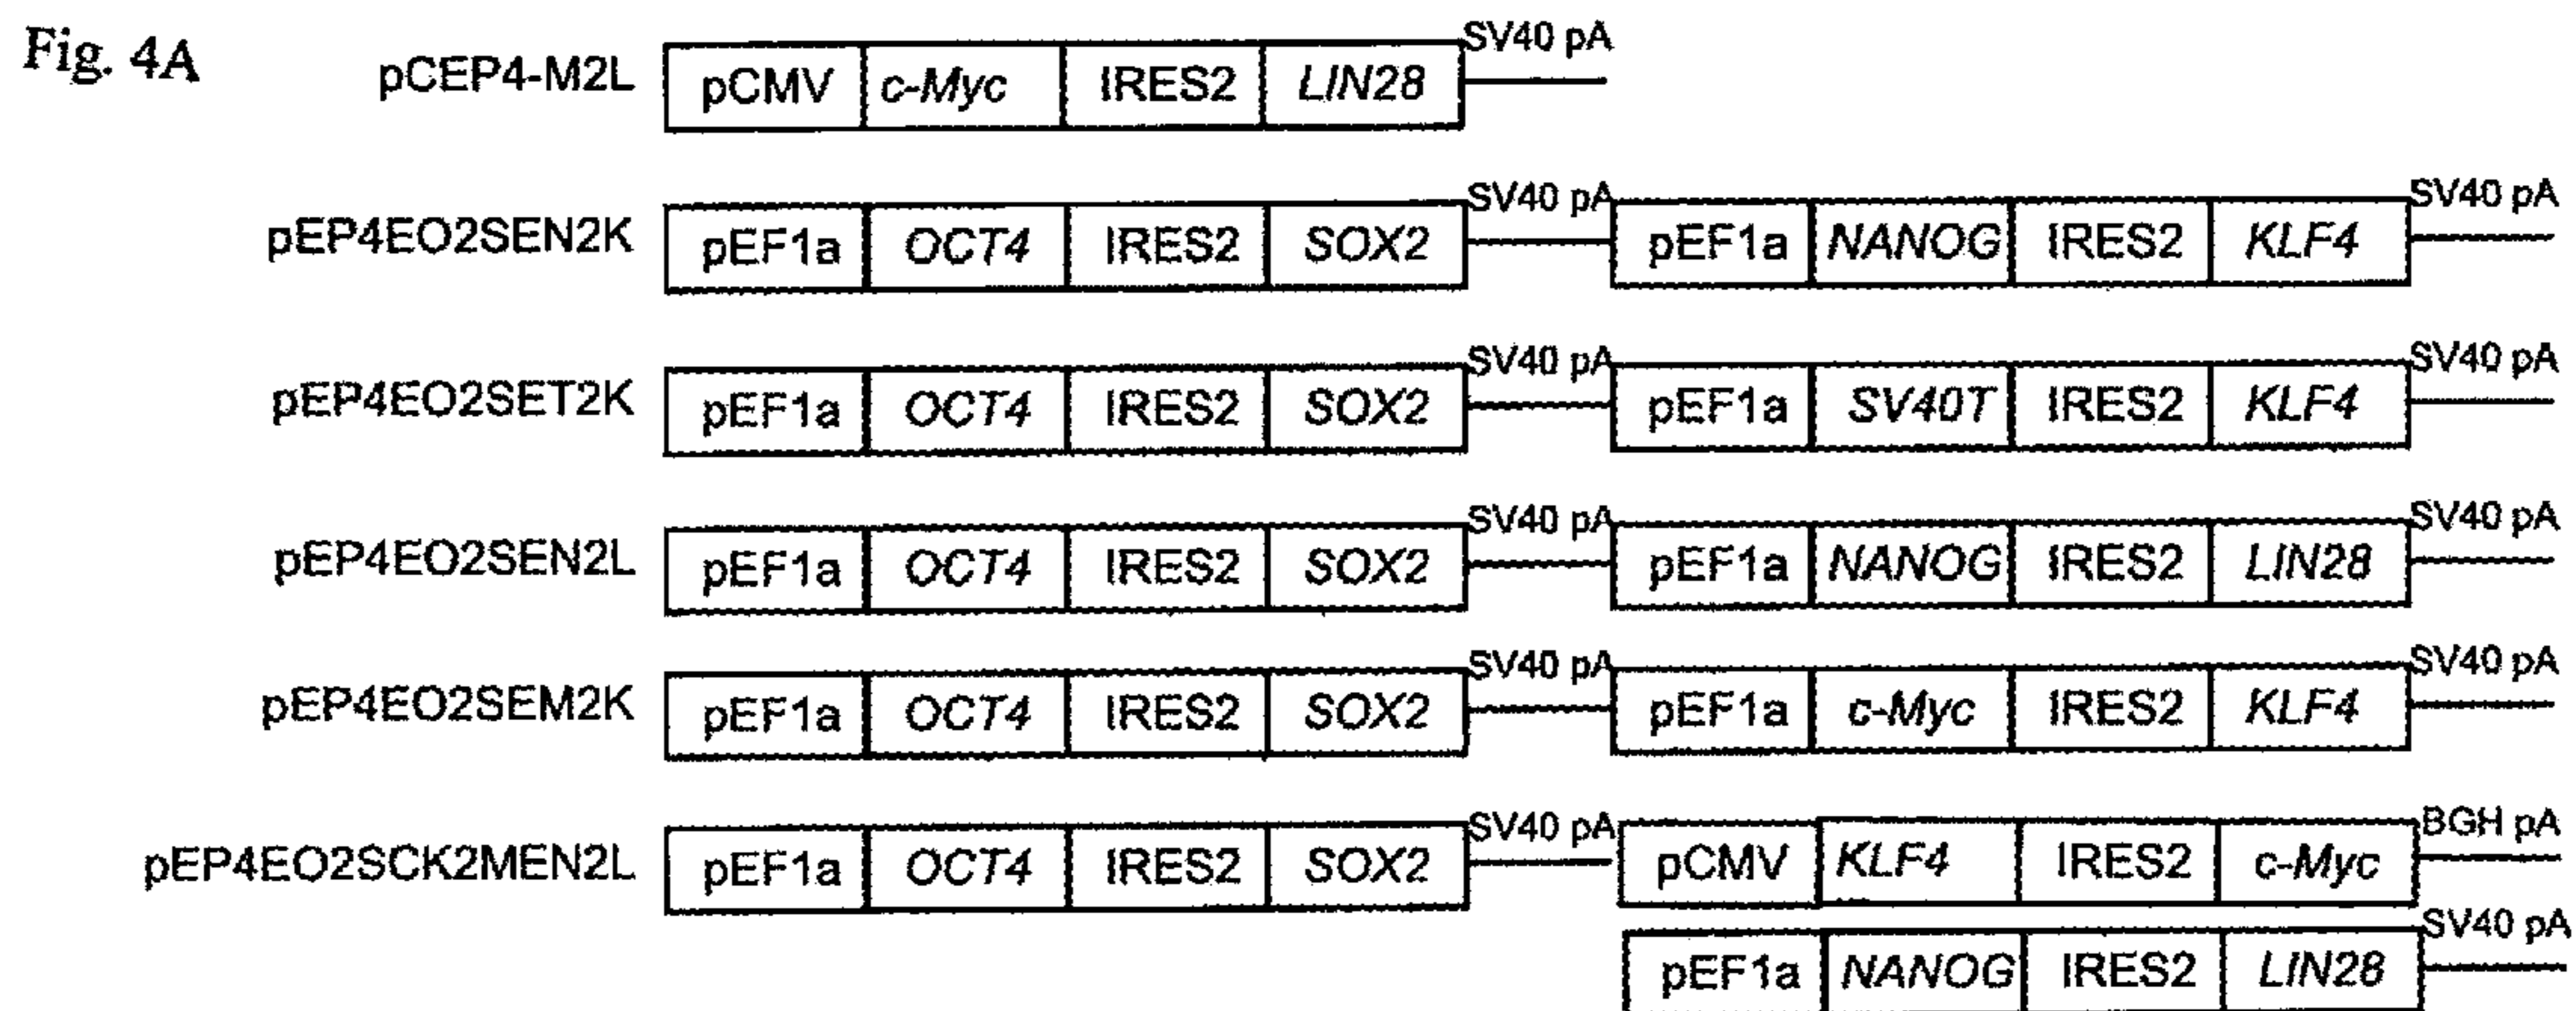 Fig. 4A
pCEP4-M2L pCMV c-Myc IRES2 LIN28 SV40 pA
pEP4EO2SEN2K pEF1a OCT4 IRES2 SOX2 SV40 pA pEF1a NANOG IRES2 KLF4 SV40 pA
pEP4EO2SET2K pEF1a OCT4 IRES2 SOX2 SV40 pA pEF1a SV40T IRES2 KLF4 SV40 pA
pEP4EO2SEN2L pEF1a OCT4 IRES2 SOX2 SV40 pA pEF1a NANOG IRES2 LIN28 SV40 pA
pEP4EO2SEM2K pEF1a OCT4 IRES2 SOX2 SV40 pA pEF1a c-Myc IRES2 KLF4 SV40 pA
pEP4EO2SCK2MEN2L pEF1a OCT4 IRES2 SOX2 SV40 pA pCMV KLF4 IRES2 c-Myc BGH pA
pEF1a NANOG IRES2 LIN28 SV40 pA